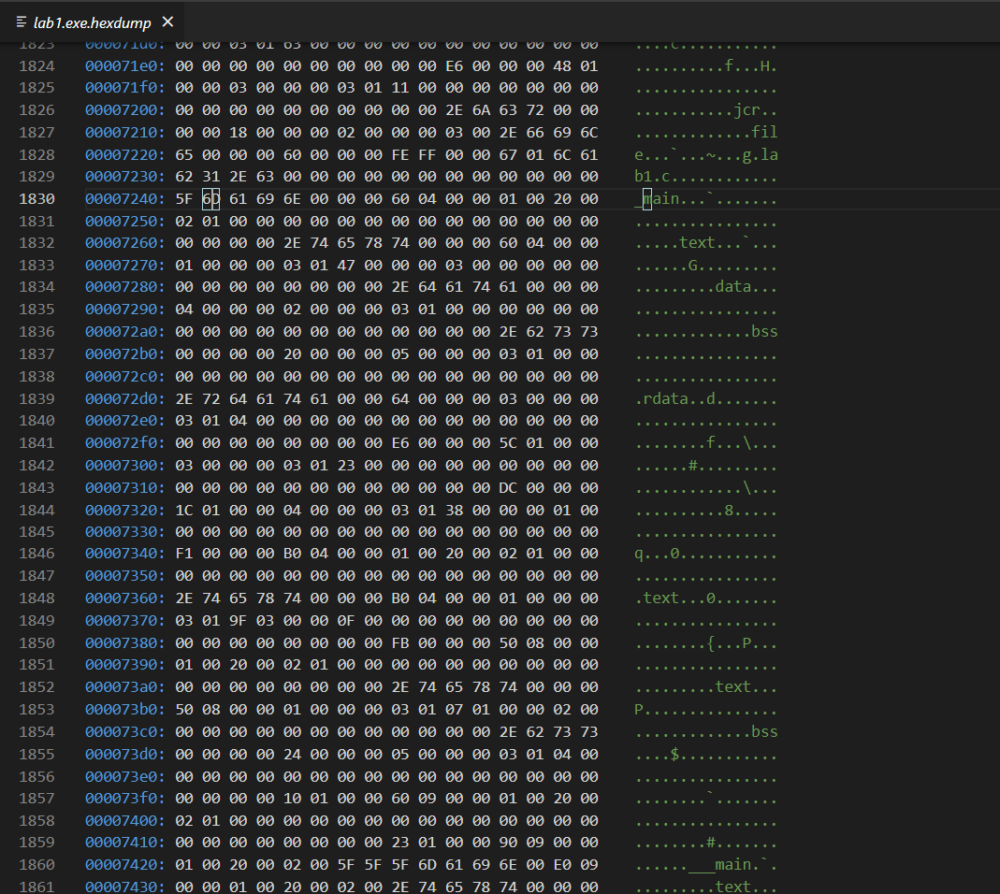 lab1.exe.hexdump ×
1823 000071d0: 00 00 03 01 63 00 00 00 00 00 00 00 00 00 00 00 ....c...........
1824 000071e0: 00 00 00 00 00 00 00 00 00 00 E6 00 00 00 48 01 ..........f...H.
1825 000071f0: 00 00 03 00 00 00 03 01 11 00 00 00 00 00 00 00 ................
1826 00007200: 00 00 00 00 00 00 00 00 00 00 2E 6A 63 72 00 00 ...........jcr..
1827 00007210: 00 00 18 00 00 00 02 00 00 00 03 00 2E 66 69 6C .............fil
1828 00007220: 65 00 00 00 60 00 00 00 FE FF 00 00 67 01 6C 61 e...`...~...g.la
1829 00007230: 62 31 2E 63 00 00 00 00 00 00 00 00 00 00 00 00 b1.c............
1830 00007240: 5F 6D 61 69 6E 00 00 00 60 04 00 00 01 00 20 00 _main...`.......
1831 00007250: 02 01 00 00 00 00 00 00 00 00 00 00 00 00 00 00 ................
1832 00007260: 00 00 00 00 2E 74 65 78 74 00 00 00 60 04 00 00 .....text...`...
1833 00007270: 01 00 00 00 03 01 47 00 00 00 03 00 00 00 00 00 ......G.........
1834 00007280: 00 00 00 00 00 00 00 00 2E 64 61 74 61 00 00 00 .........data...
1835 00007290: 04 00 00 00 02 00 00 00 03 01 00 00 00 00 00 00 ................
1836 000072a0: 00 00 00 00 00 00 00 00 00 00 00 00 2E 62 73 73 .............bss
1837 000072b0: 00 00 00 00 20 00 00 00 05 00 00 00 03 01 00 00 ................
1838 000072c0: 00 00 00 00 00 00 00 00 00 00 00 00 00 00 00 00 ................
1839 000072d0: 2E 72 64 61 74 61 00 00 64 00 00 00 03 00 00 00 .rdata..d.......
1840 000072e0: 03 01 04 00 00 00 00 00 00 00 00 00 00 00 00 00 ................
1841 000072f0: 00 00 00 00 00 00 00 00 E6 00 00 00 5C 01 00 00 ........f...\...
1842 00007300: 03 00 00 00 03 01 23 00 00 00 00 00 00 00 00 00 ......#.........
1843 00007310: 00 00 00 00 00 00 00 00 00 00 00 00 DC 00 00 00 ............\...
1844 00007320: 1C 01 00 00 04 00 00 00 03 01 38 00 00 00 01 00 ..........8.....
1845 00007330: 00 00 00 00 00 00 00 00 00 00 00 00 00 00 00 00 ................
1846 00007340: F1 00 00 00 B0 04 00 00 01 00 20 00 02 01 00 00 q...0...........
1847 00007350: 00 00 00 00 00 00 00 00 00 00 00 00 00 00 00 00 ................
1848 00007360: 2E 74 65 78 74 00 00 00 B0 04 00 00 01 00 00 00 .text...0.......
1849 00007370: 03 01 9F 03 00 00 0F 00 00 00 00 00 00 00 00 00 ................
1850 00007380: 00 00 00 00 00 00 00 00 FB 00 00 00 50 08 00 00 ........{...P...
1851 00007390: 01 00 20 00 02 01 00 00 00 00 00 00 00 00 00 00 ................
1852 000073a0: 00 00 00 00 00 00 00 00 2E 74 65 78 74 00 00 00 .........text...
1853 000073b0: 50 08 00 00 01 00 00 00 03 01 07 01 00 00 02 00 P...............
1854 000073c0: 00 00 00 00 00 00 00 00 00 00 00 00 2E 62 73 73 .............bss
1855 000073d0: 00 00 00 00 24 00 00 00 05 00 00 00 03 01 04 00 ....$...........
1856 000073e0: 00 00 00 00 00 00 00 00 00 00 00 00 00 00 00 00 ................
1857 000073f0: 00 00 00 00 10 01 00 00 60 09 00 00 01 00 20 00 ........`.......
1858 00007400: 02 01 00 00 00 00 00 00 00 00 00 00 00 00 00 00 ................
1859 00007410: 00 00 00 00 00 00 00 00 23 01 00 00 90 09 00 00 ........#.......
1860 00007420: 01 00 20 00 02 00 5F 5F 5F 6D 61 69 6E 00 E0 09 ......___main.`.
1861 00007430: 00 00 01 00 20 00 02 00 2E 74 65 78 74 00 00 00 .........text...